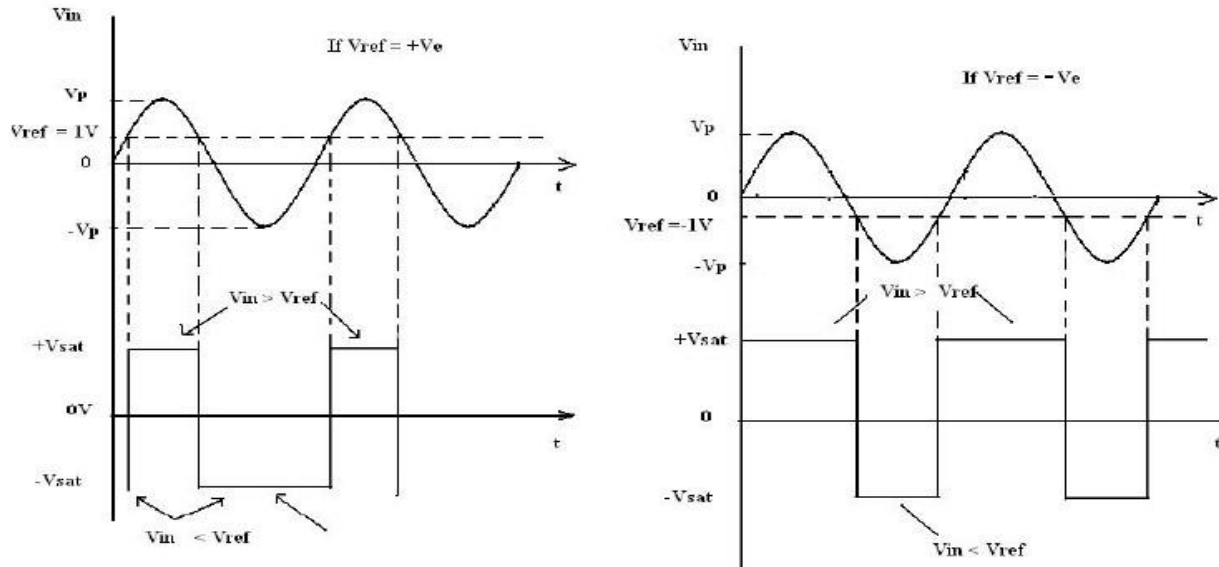 Vin
If Vref = +Ve
Vp
Vref = 1V
0
t
-Vp
Vin > Vref
+Vsat
0V
t
-Vsat
Vin < Vref
Vin
If Vref = -Ve
Vp
0
t
Vref =-1V
-Vp
Vin > Vref
+Vsat
0
t
-Vsat
Vin < Vref